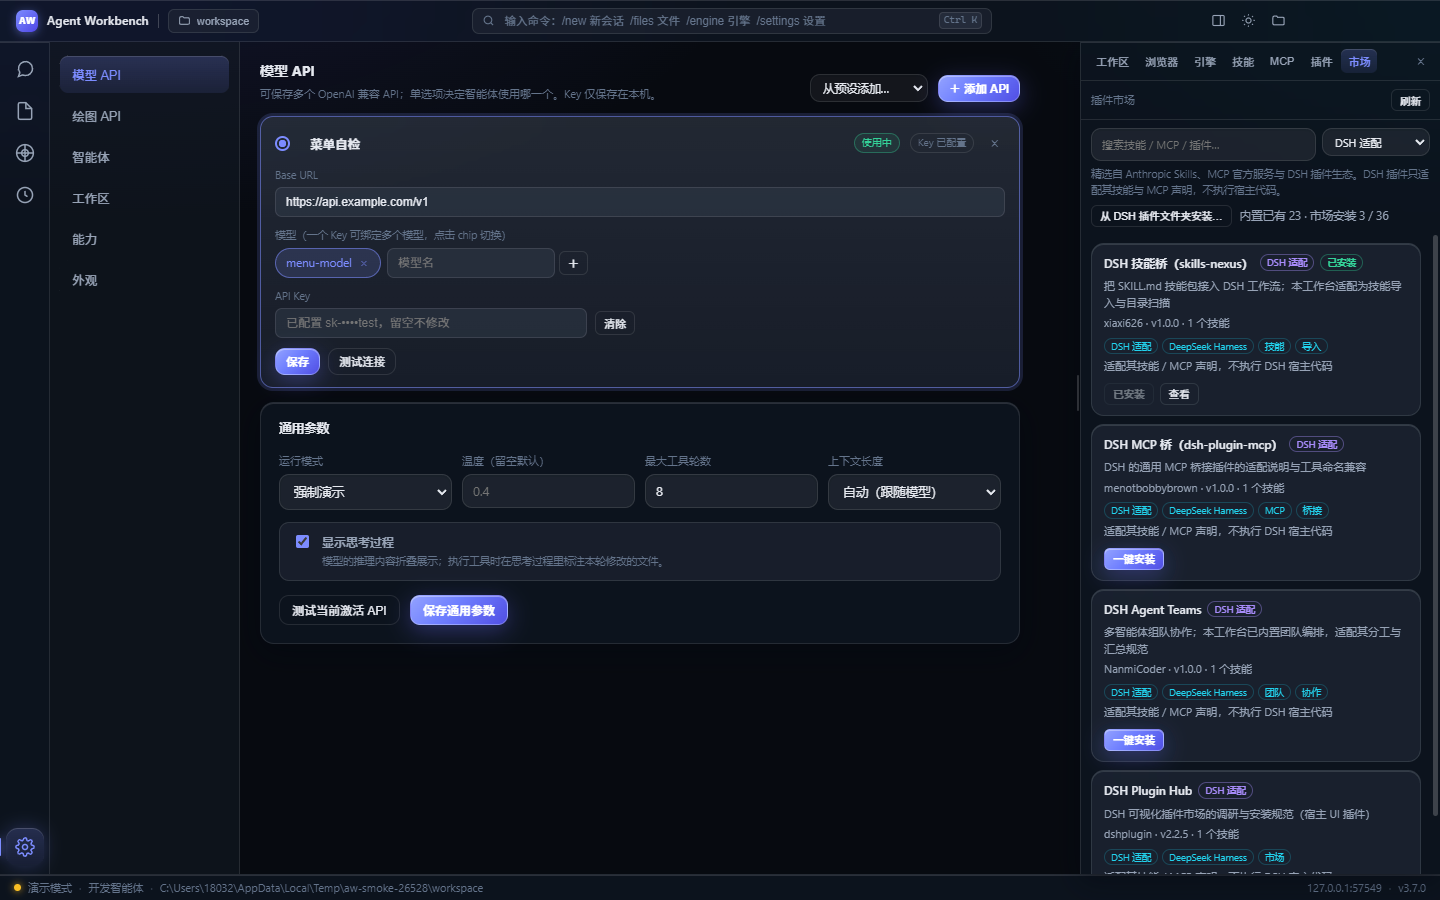 AW Agent Workbench workspace
输入命令：/new 新会话 /files 文件 /engine 引擎 /settings 设置 Ctrl K
模型 API
绘图 API
智能体
工作区
能力
外观
模型 API
可保存多个 OpenAI 兼容 API；单选项决定智能体使用哪一个。Key 仅保存在本机。
从预设添加...
+ 添加 API
菜单自检
使用中
Key 已配置
×
Base URL
https://api.example.com/v1
模型（一个 Key 可绑定多个模型，点击 chip 切换）
menu-model ×
模型名
+
API Key
已配置 sk-••••test，留空不修改
清除
保存
测试连接
通用参数
运行模式
温度（留空默认）
最大工具轮数
上下文长度
强制演示
0.4
8
自动（跟随模型）
显示思考过程
模型的推理内容折叠展示；执行工具时在思考过程里标注本轮修改的文件。
测试当前激活 API
保存通用参数
工作区 浏览器 引擎 技能 MCP 插件 市场 ×
插件市场
刷新
搜索技能 / MCP / 插件...
DSH 适配
精选自 Anthropic Skills、MCP 官方服务与 DSH 插件生态。DSH 插件只适
配其技能与 MCP 声明，不执行宿主代码。
从 DSH 插件文件夹安装... 内置已有 23 · 市场安装 3 / 36
DSH 技能桥（skills-nexus） DSH 适配 已安装
把 SKILL.md 技能包接入 DSH 工作流；本工作台适配为技能导
入与目录扫描
xiaxi626 · v1.0.0 · 1 个技能
DSH 适配 DeepSeek Harness 技能 导入
适配其技能 / MCP 声明，不执行 DSH 宿主代码
已安装 查看
DSH MCP 桥（dsh-plugin-mcp） DSH 适配
DSH 的通用 MCP 桥接插件的适配说明与工具命名兼容
menotbobbybrown · v1.0.0 · 1 个技能
DSH 适配 DeepSeek Harness MCP 桥接
适配其技能 / MCP 声明，不执行 DSH 宿主代码
一键安装
DSH Agent Teams DSH 适配
多智能体组队协作；本工作台已内置团队编排，适配其分工与
汇总规范
NanmiCoder · v1.0.0 · 1 个技能
DSH 适配 DeepSeek Harness 团队 协作
适配其技能 / MCP 声明，不执行 DSH 宿主代码
一键安装
DSH Plugin Hub DSH 适配
DSH 可视化插件市场的调研与安装规范（宿主 UI 插件）
dshplugin · v2.2.5 · 1 个技能
DSH 适配 DeepSeek Harness 市场
演示模式 · 开发智能体 · C:\Users\18032\AppData\Local\Temp\aw-smoke-26528\workspace
127.0.0.1:57549 · v3.7.0